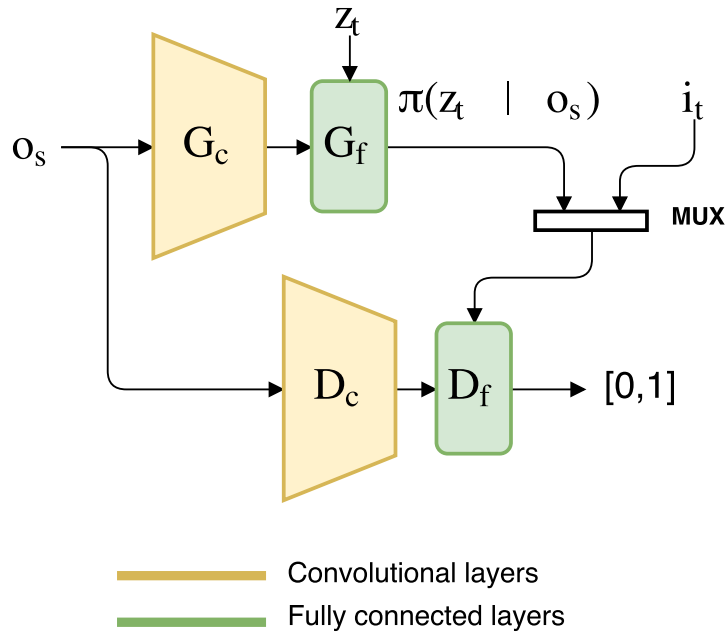 z_t
π(z_t | o_s)
i_t
o_s
G_c
G_f
MUX
D_c
D_f
[0,1]
Convolutional layers
Fully connected layers